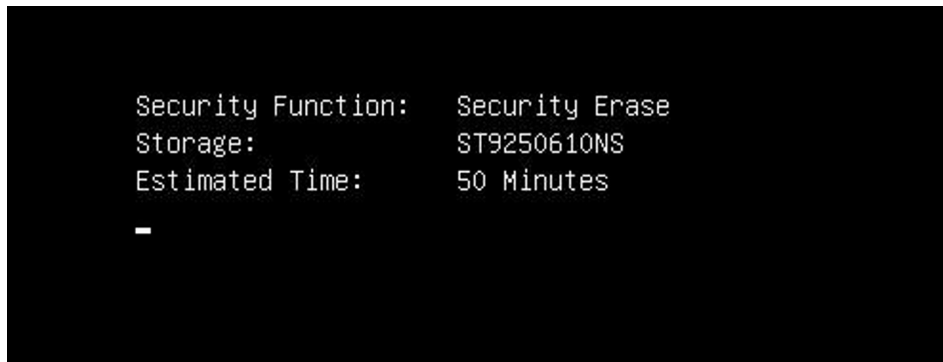 Security Function: Security Erase
Storage: ST9250610NS
Estimated Time: 50 Minutes